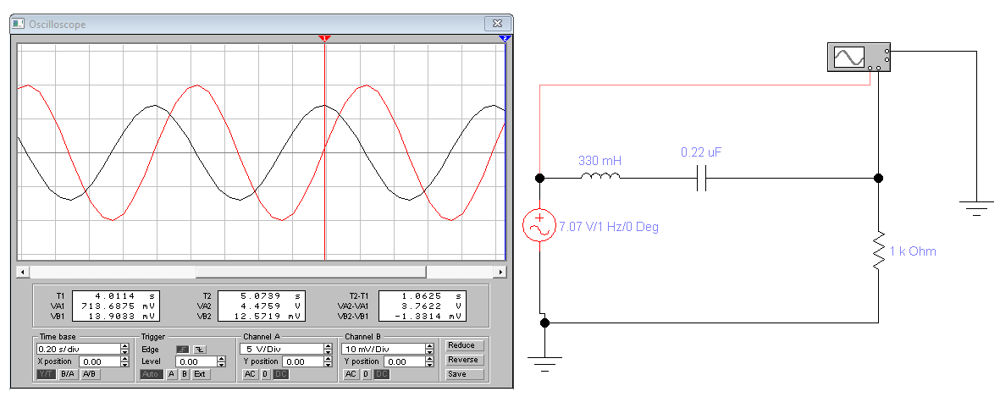 Oscilloscope
1 2
T1 4.0114 s T2 5.0739 s T2-T1 1.0625 s
VA1 713.6875 mV VA2 4.4759 V VA2-VA1 3.7622 V
VB1 13.9033 mV VB2 12.5719 mV VB2-VB1 -1.3314 mV
Time base Trigger Channel A Channel B
0.20 s/div Edge 5 V/Div 10 mV/Div Reduce
X position 0.00 Level 0.00 Y position 0.00 Y position 0.00 Reverse
Y/T B/A A/B Auto A B Ext AC 0 DC AC 0 DC Save
330 mH
0.22 uF
7.07 V/1 Hz/0 Deg
1 k Ohm